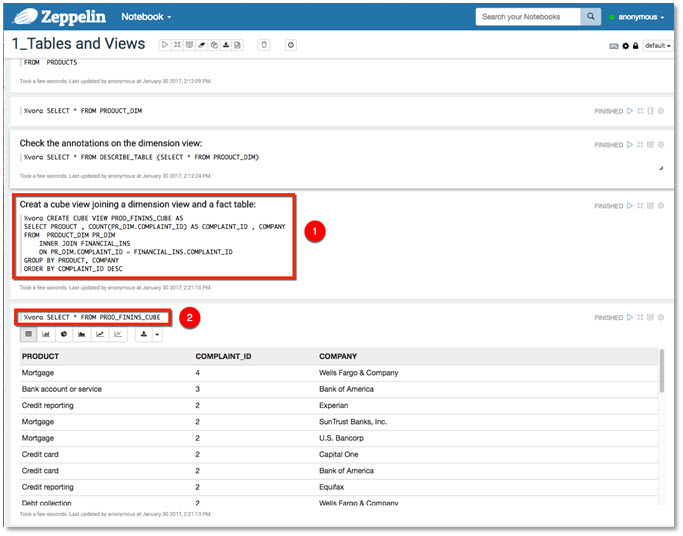 Zeppelin
Notebook
Search your Notebooks
anonymous
1_Tables and Views
default
FROM PRODUCTS
Took a few seconds. Last updated by anonymous at January 30 2017, 2:12:09 PM.
%vora SELECT * FROM PRODUCT_DIM
FINISHED
Check the annotations on the dimension view:
FINISHED
%vora SELECT * FROM DESCRIBE_TABLE (SELECT * FROM PRODUCT_DIM)
Took a few seconds. Last updated by anonymous at January 30 2017, 2:12:24 PM.
Creat a cube view joining a dimension view and a fact table:
FINISHED
%vora CREATE CUBE VIEW PROD_FININS_CUBE AS
SELECT PRODUCT , COUNT(PR_DIM.COMPLAINT_ID) AS COMPLAINT_ID , COMPANY
FROM PRODUCT_DIM PR_DIM
INNER JOIN FINANCIAL_INS
ON PR_DIM.COMPLAINT_ID = FINANCIAL_INS.COMPLAINT_ID
GROUP BY PRODUCT, COMPANY
ORDER BY COMPLAINT_ID DESC
1
Took a few seconds. Last updated by anonymous at January 30 2017, 2:21:10 PM.
%vora SELECT * FROM PROD_FININS_CUBE
2
FINISHED
PRODUCT COMPLAINT_ID COMPANY
Mortgage 4 Wells Fargo & Company
Bank account or service 3 Bank of America
Credit reporting 2 Experian
Mortgage 2 SunTrust Banks, Inc.
Mortgage 2 U.S. Bancorp
Credit card 2 Capital One
Credit card 2 Bank of America
Credit reporting 2 Equifax
Debt collection 2 Wells Fargo & Company
Took a few seconds. Last updated by anonymous at January 30 2017, 2:21:13 PM.